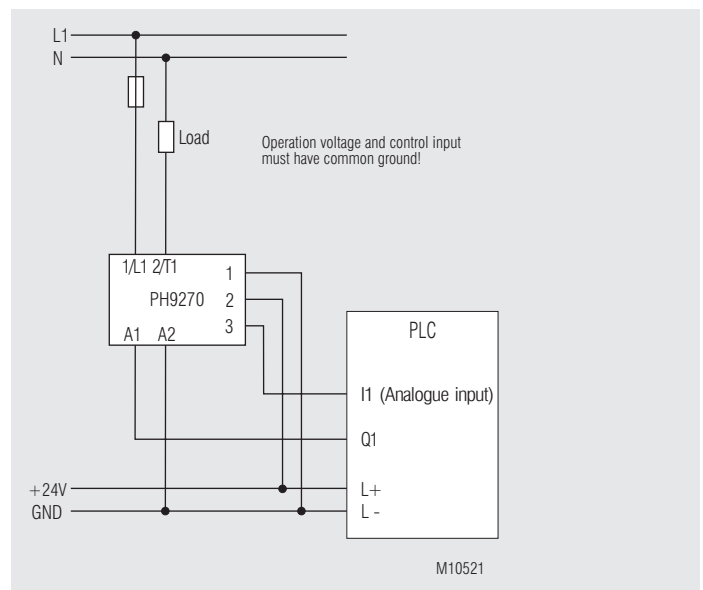 L1
N
Load
Operation voltage and control input
must have common ground!
1/L1 2/T1
1
PH9270
2
3
A1 A2
PLC
I1 (Analogue input)
Q1
+24V
L+
GND
L -
M10521